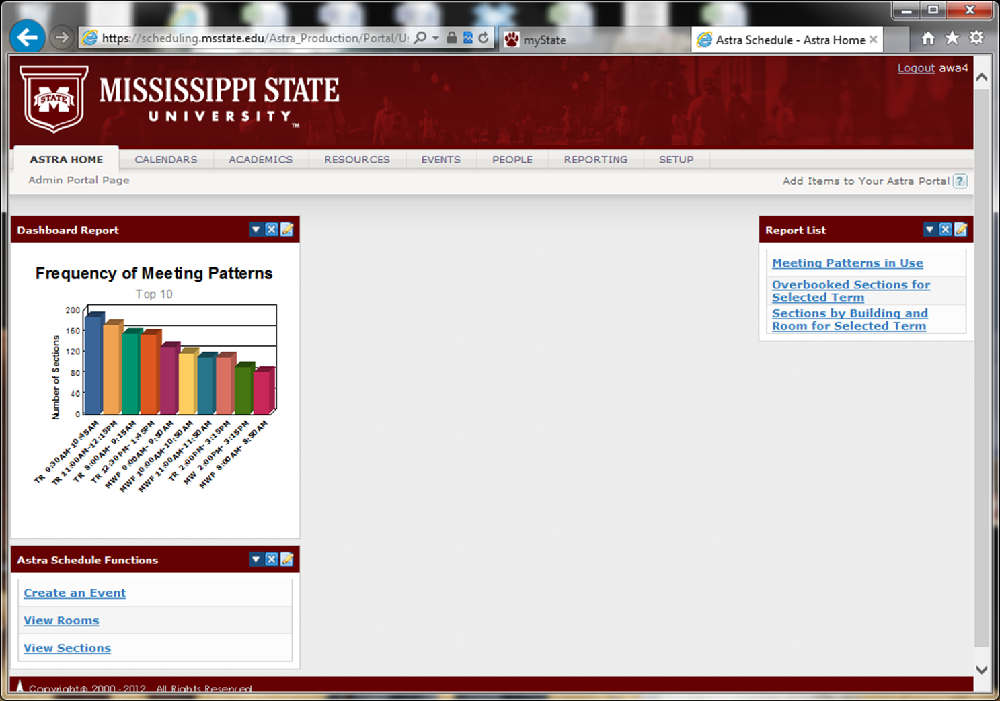 https://scheduling.msstate.edu/Astra_Production/Portal/U
myState
Astra Schedule - Astra Home
Logout awa4
STATE
MISSISSIPPI STATE
UNIVERSITY™
ASTRA HOME CALENDARS ACADEMICS RESOURCES EVENTS PEOPLE REPORTING SETUP
Admin Portal Page
Add Items to Your Astra Portal ?
Dashboard Report
Frequency of Meeting Patterns
Top 10
200
160
120
80
40
0
Number of Sections
TR 9:30AM-10:45AM
TR 11:00AM-12:15PM
TR 8:00AM- 9:15AM
TR 12:30PM- 1:45PM
MWF 9:00AM- 9:50AM
MWF 10:00AM-10:50AM
MWF 11:00AM-11:50AM
TR 2:00PM- 3:15PM
MW 2:00PM- 3:15PM
MWF 8:00AM- 8:50AM
Report List
Meeting Patterns in Use
Overbooked Sections for
Selected Term
Sections by Building and
Room for Selected Term
Astra Schedule Functions
Create an Event
View Rooms
View Sections
Copyright© 2000 - 2012 All Rights Reserved